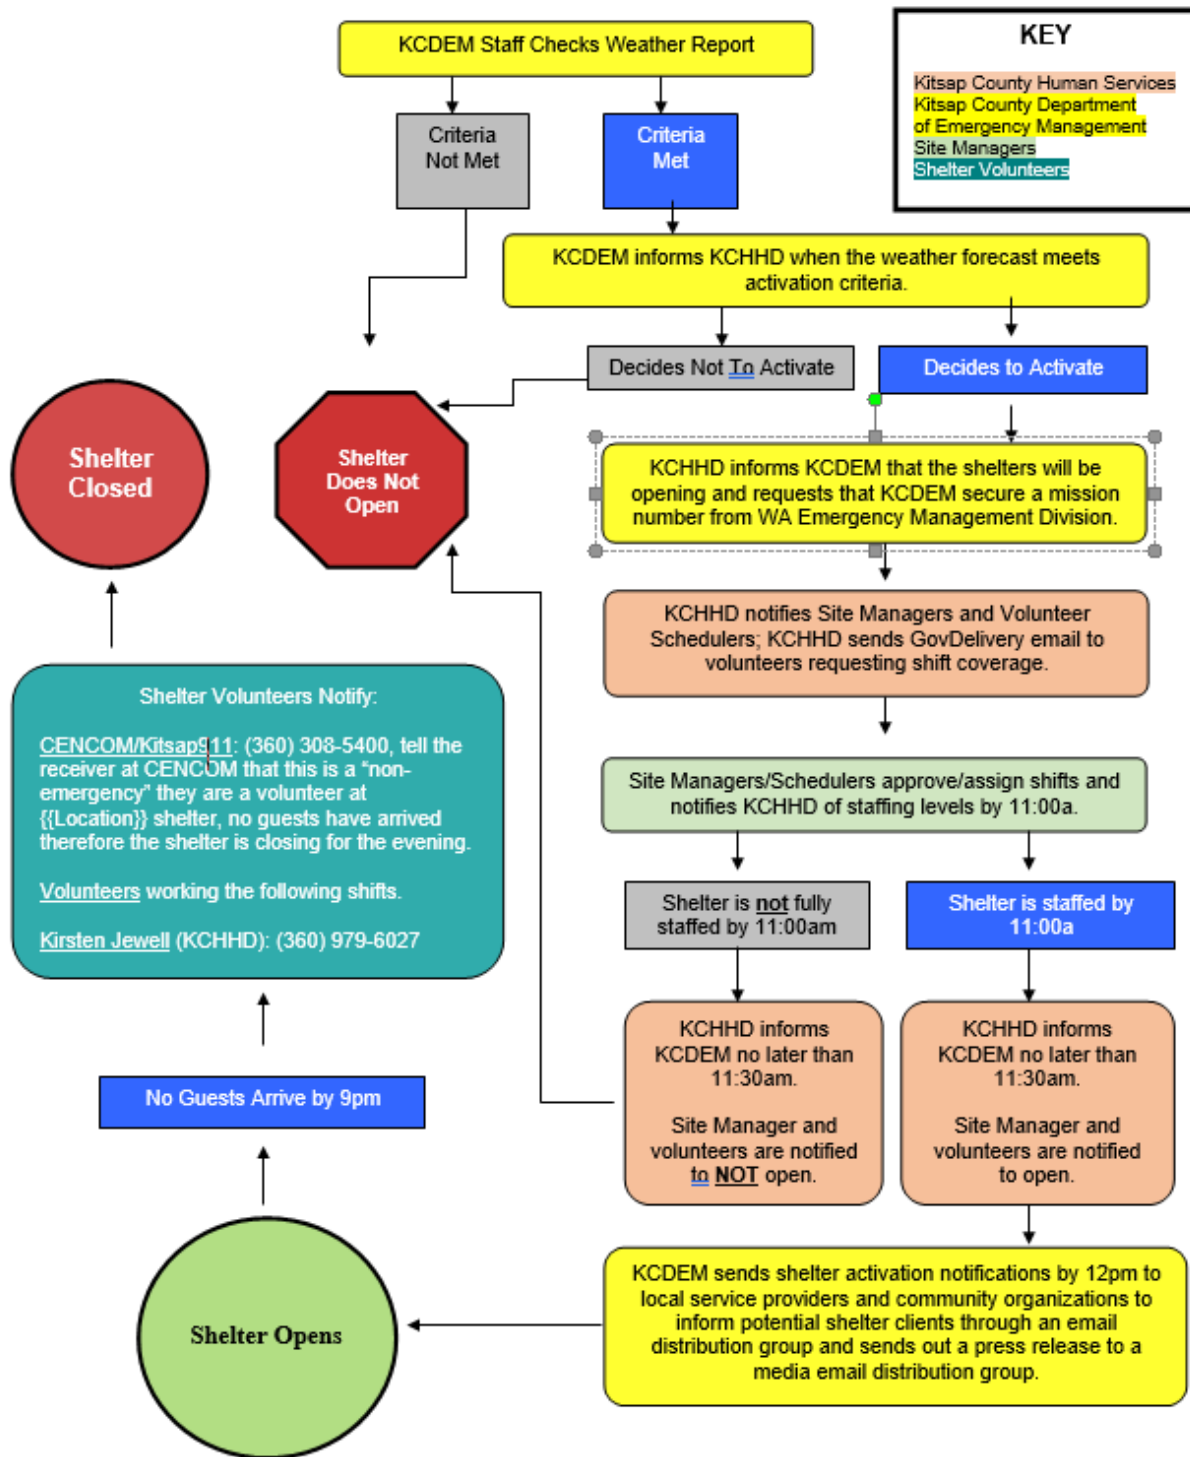 KCDEM Staff Checks Weather Report
KEY
Kitsap County Human Services
Kitsap County Department
of Emergency Management
Site Managers
Shelter Volunteers
Criteria
Not Met
Criteria
Met
KCDEM informs KCHHD when the weather forecast meets
activation criteria.
Decides Not To Activate
Decides to Activate
Shelter
Closed
Shelter
Does Not
Open
KCHHD informs KCDEM that the shelters will be
opening and requests that KCDEM secure a mission
number from WA Emergency Management Division.
KCHHD notifies Site Managers and Volunteer
Schedulers; KCHHD sends GovDelivery email to
volunteers requesting shift coverage.
Shelter Volunteers Notify:
CENCOM/Kitsap911: (360) 308-5400, tell the
receiver at CENCOM that this is a “non-
emergency” they are a volunteer at
{{Location}} shelter, no guests have arrived
therefore the shelter is closing for the evening.
Volunteers working the following shifts.
Kirsten Jewell (KCHHD): (360) 979-6027
Site Managers/Schedulers approve/assign shifts and
notifies KCHHD of staffing levels by 11:00a.
Shelter is not fully
staffed by 11:00am
Shelter is staffed by
11:00a
KCHHD informs
KCDEM no later than
11:30am.
Site Manager and
volunteers are notified
to NOT open.
KCHHD informs
KCDEM no later than
11:30am.
Site Manager and
volunteers are notified
to open.
No Guests Arrive by 9pm
Shelter Opens
KCDEM sends shelter activation notifications by 12pm to
local service providers and community organizations to
inform potential shelter clients through an email
distribution group and sends out a press release to a
media email distribution group.